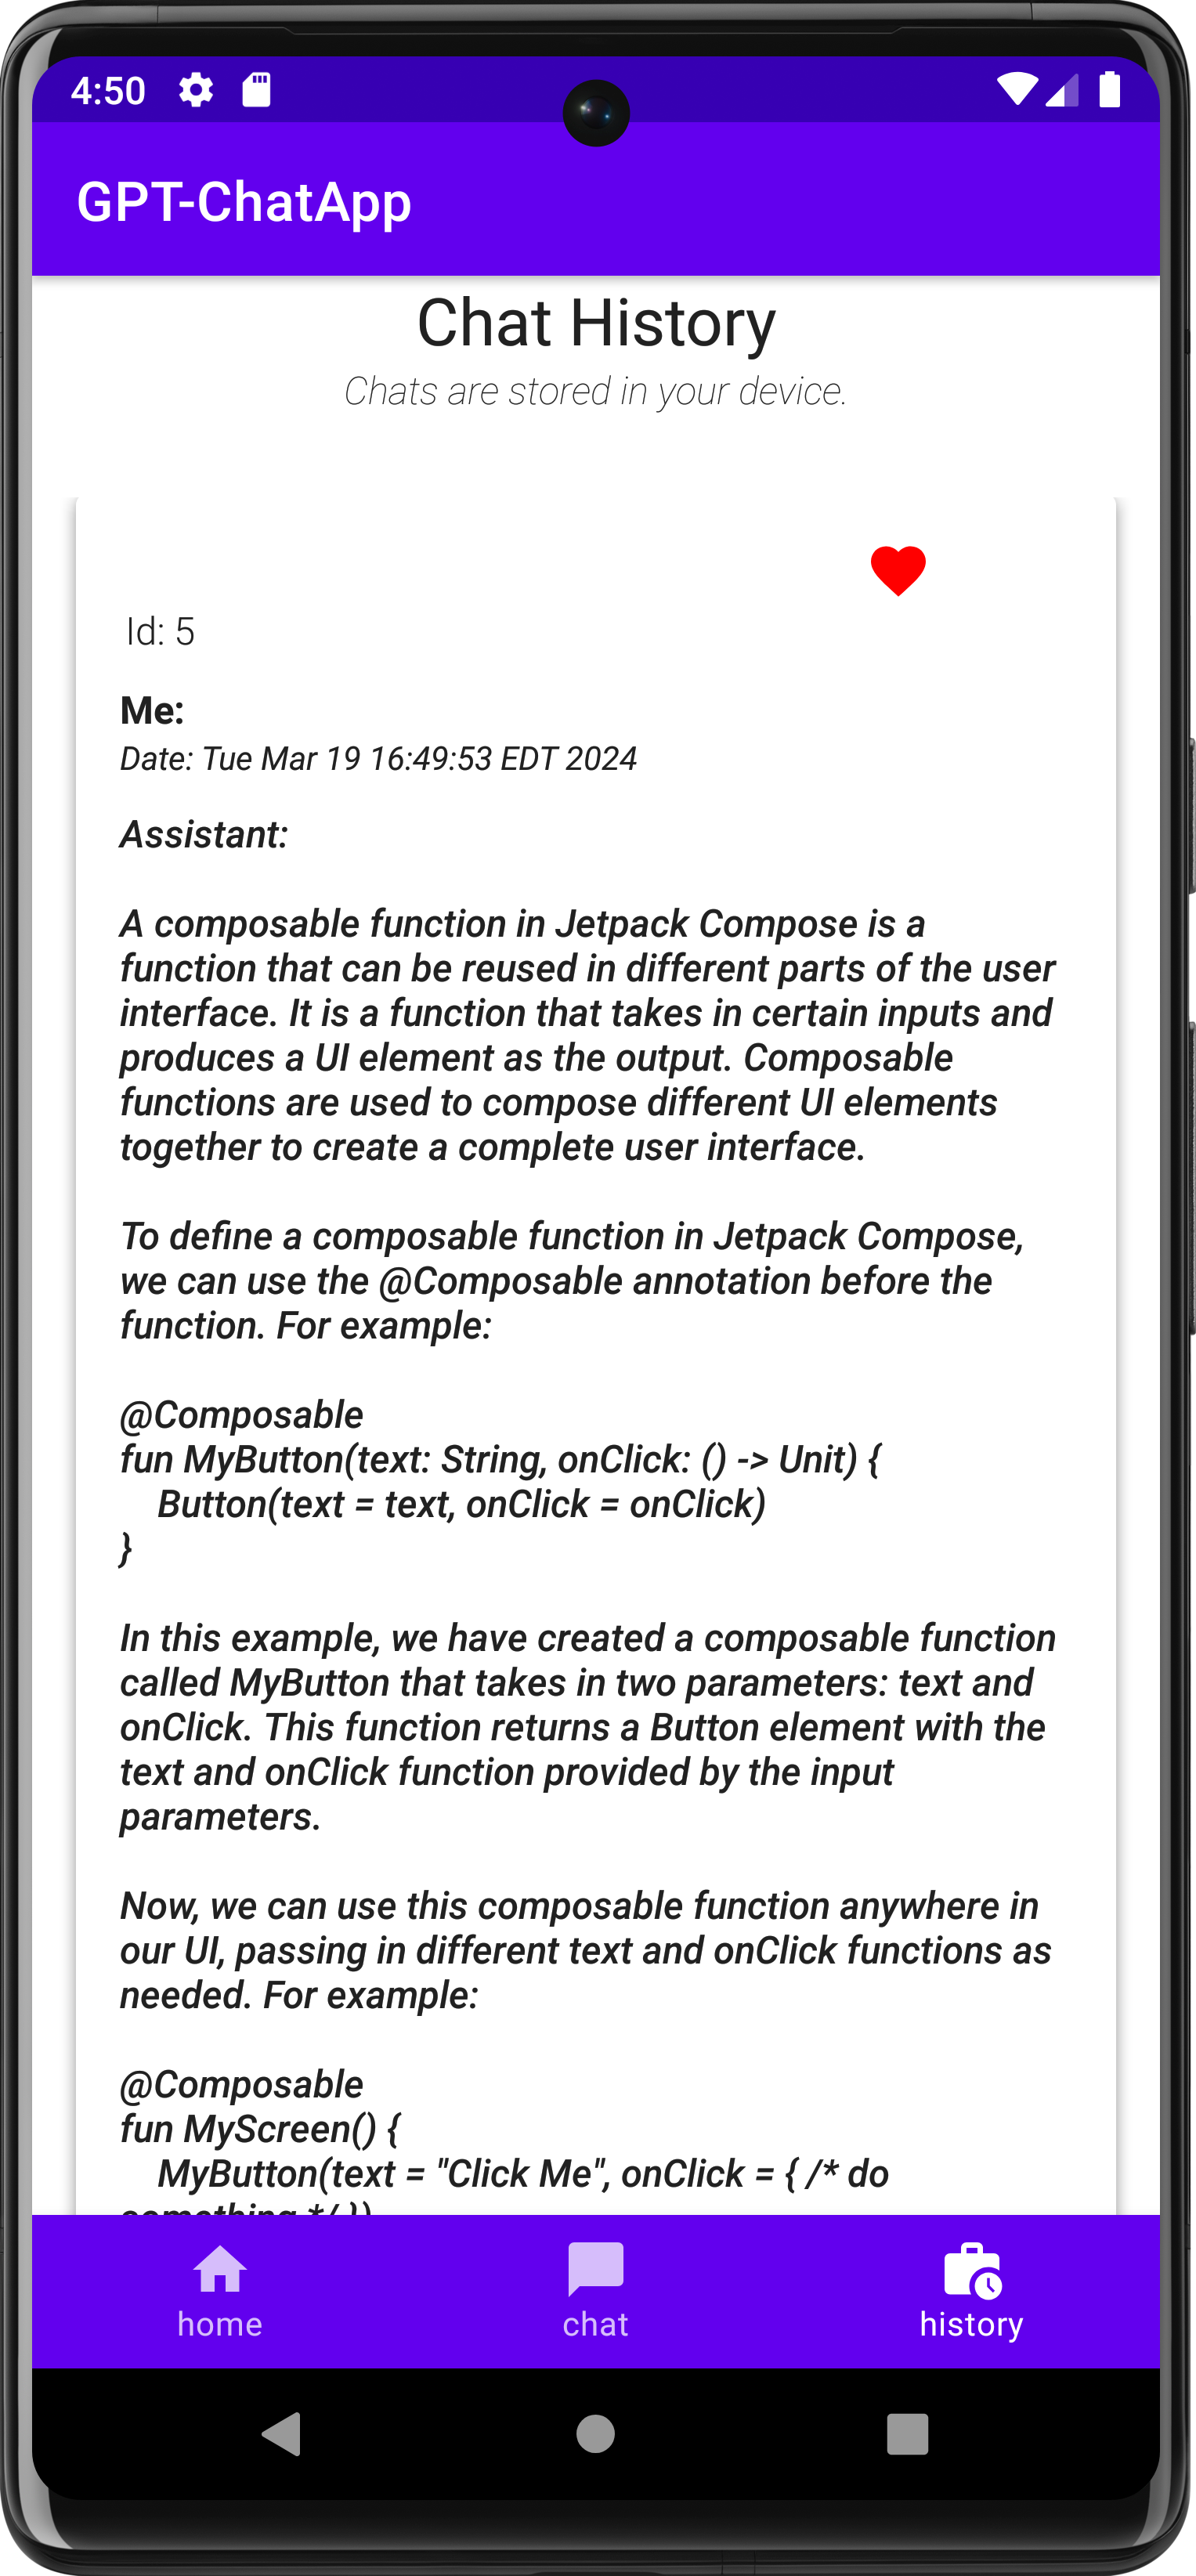 4:50
GPT-ChatApp
Chat History
Chats are stored in your device.
Id: 5
Me:
Date: Tue Mar 19 16:49:53 EDT 2024
Assistant:
A composable function in Jetpack Compose is a
function that can be reused in different parts of the user
interface. It is a function that takes in certain inputs and
produces a UI element as the output. Composable
functions are used to compose different UI elements
together to create a complete user interface.
To define a composable function in Jetpack Compose,
we can use the @Composable annotation before the
function. For example:
@Composable
fun MyButton(text: String, onClick: () -> Unit) {
    Button(text = text, onClick = onClick)
}
In this example, we have created a composable function
called MyButton that takes in two parameters: text and
onClick. This function returns a Button element with the
text and onClick function provided by the input
parameters.
Now, we can use this composable function anywhere in
our UI, passing in different text and onClick functions as
needed. For example:
@Composable
fun MyScreen() {
    MyButton(text = "Click Me", onClick = { /* do
something */ })
home
chat
history